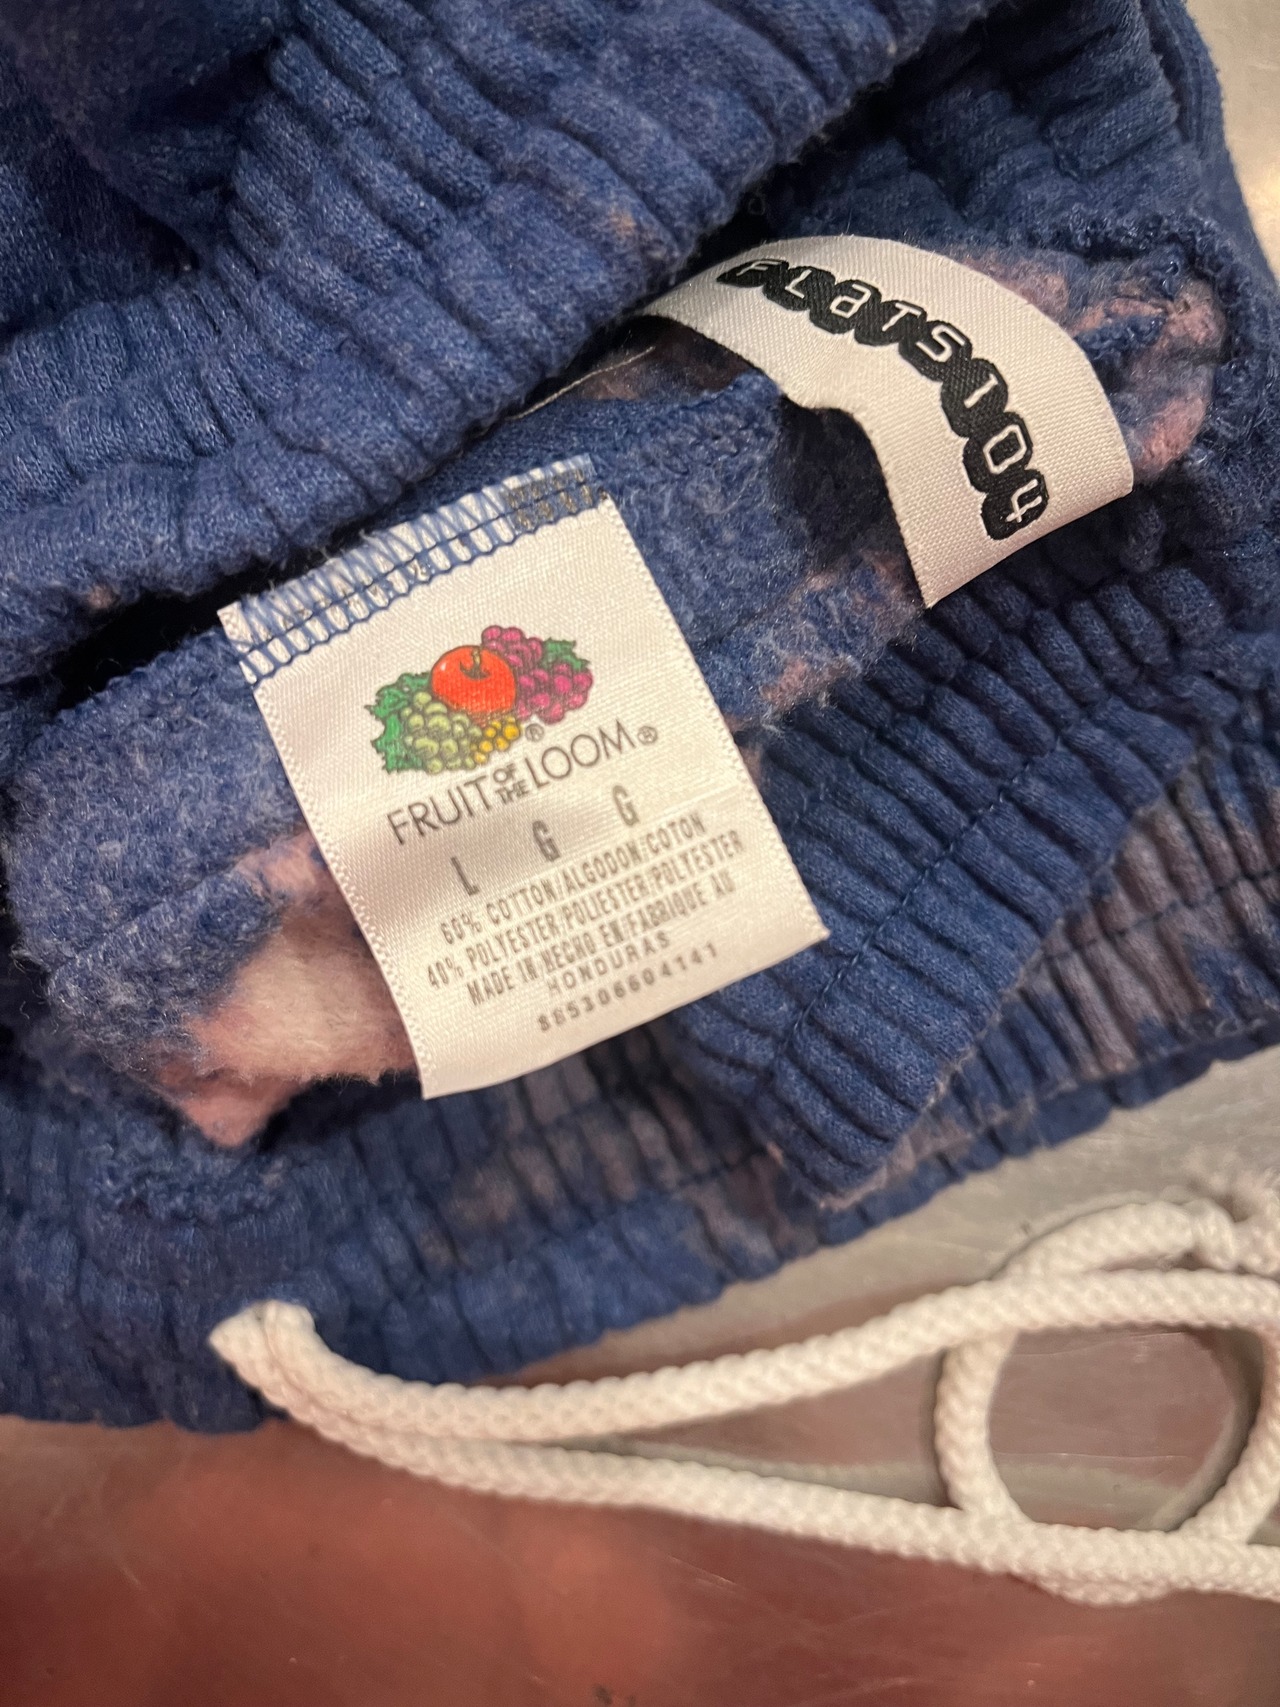 FLATS104
FRUIT OF THE LOOM®
L G G
60% COTTON/ALGODON/COTON
40% POLYESTER/POLIESTER/POLYESTER
MADE IN/HECHO EN/FABRIQUE AU
HONDURAS